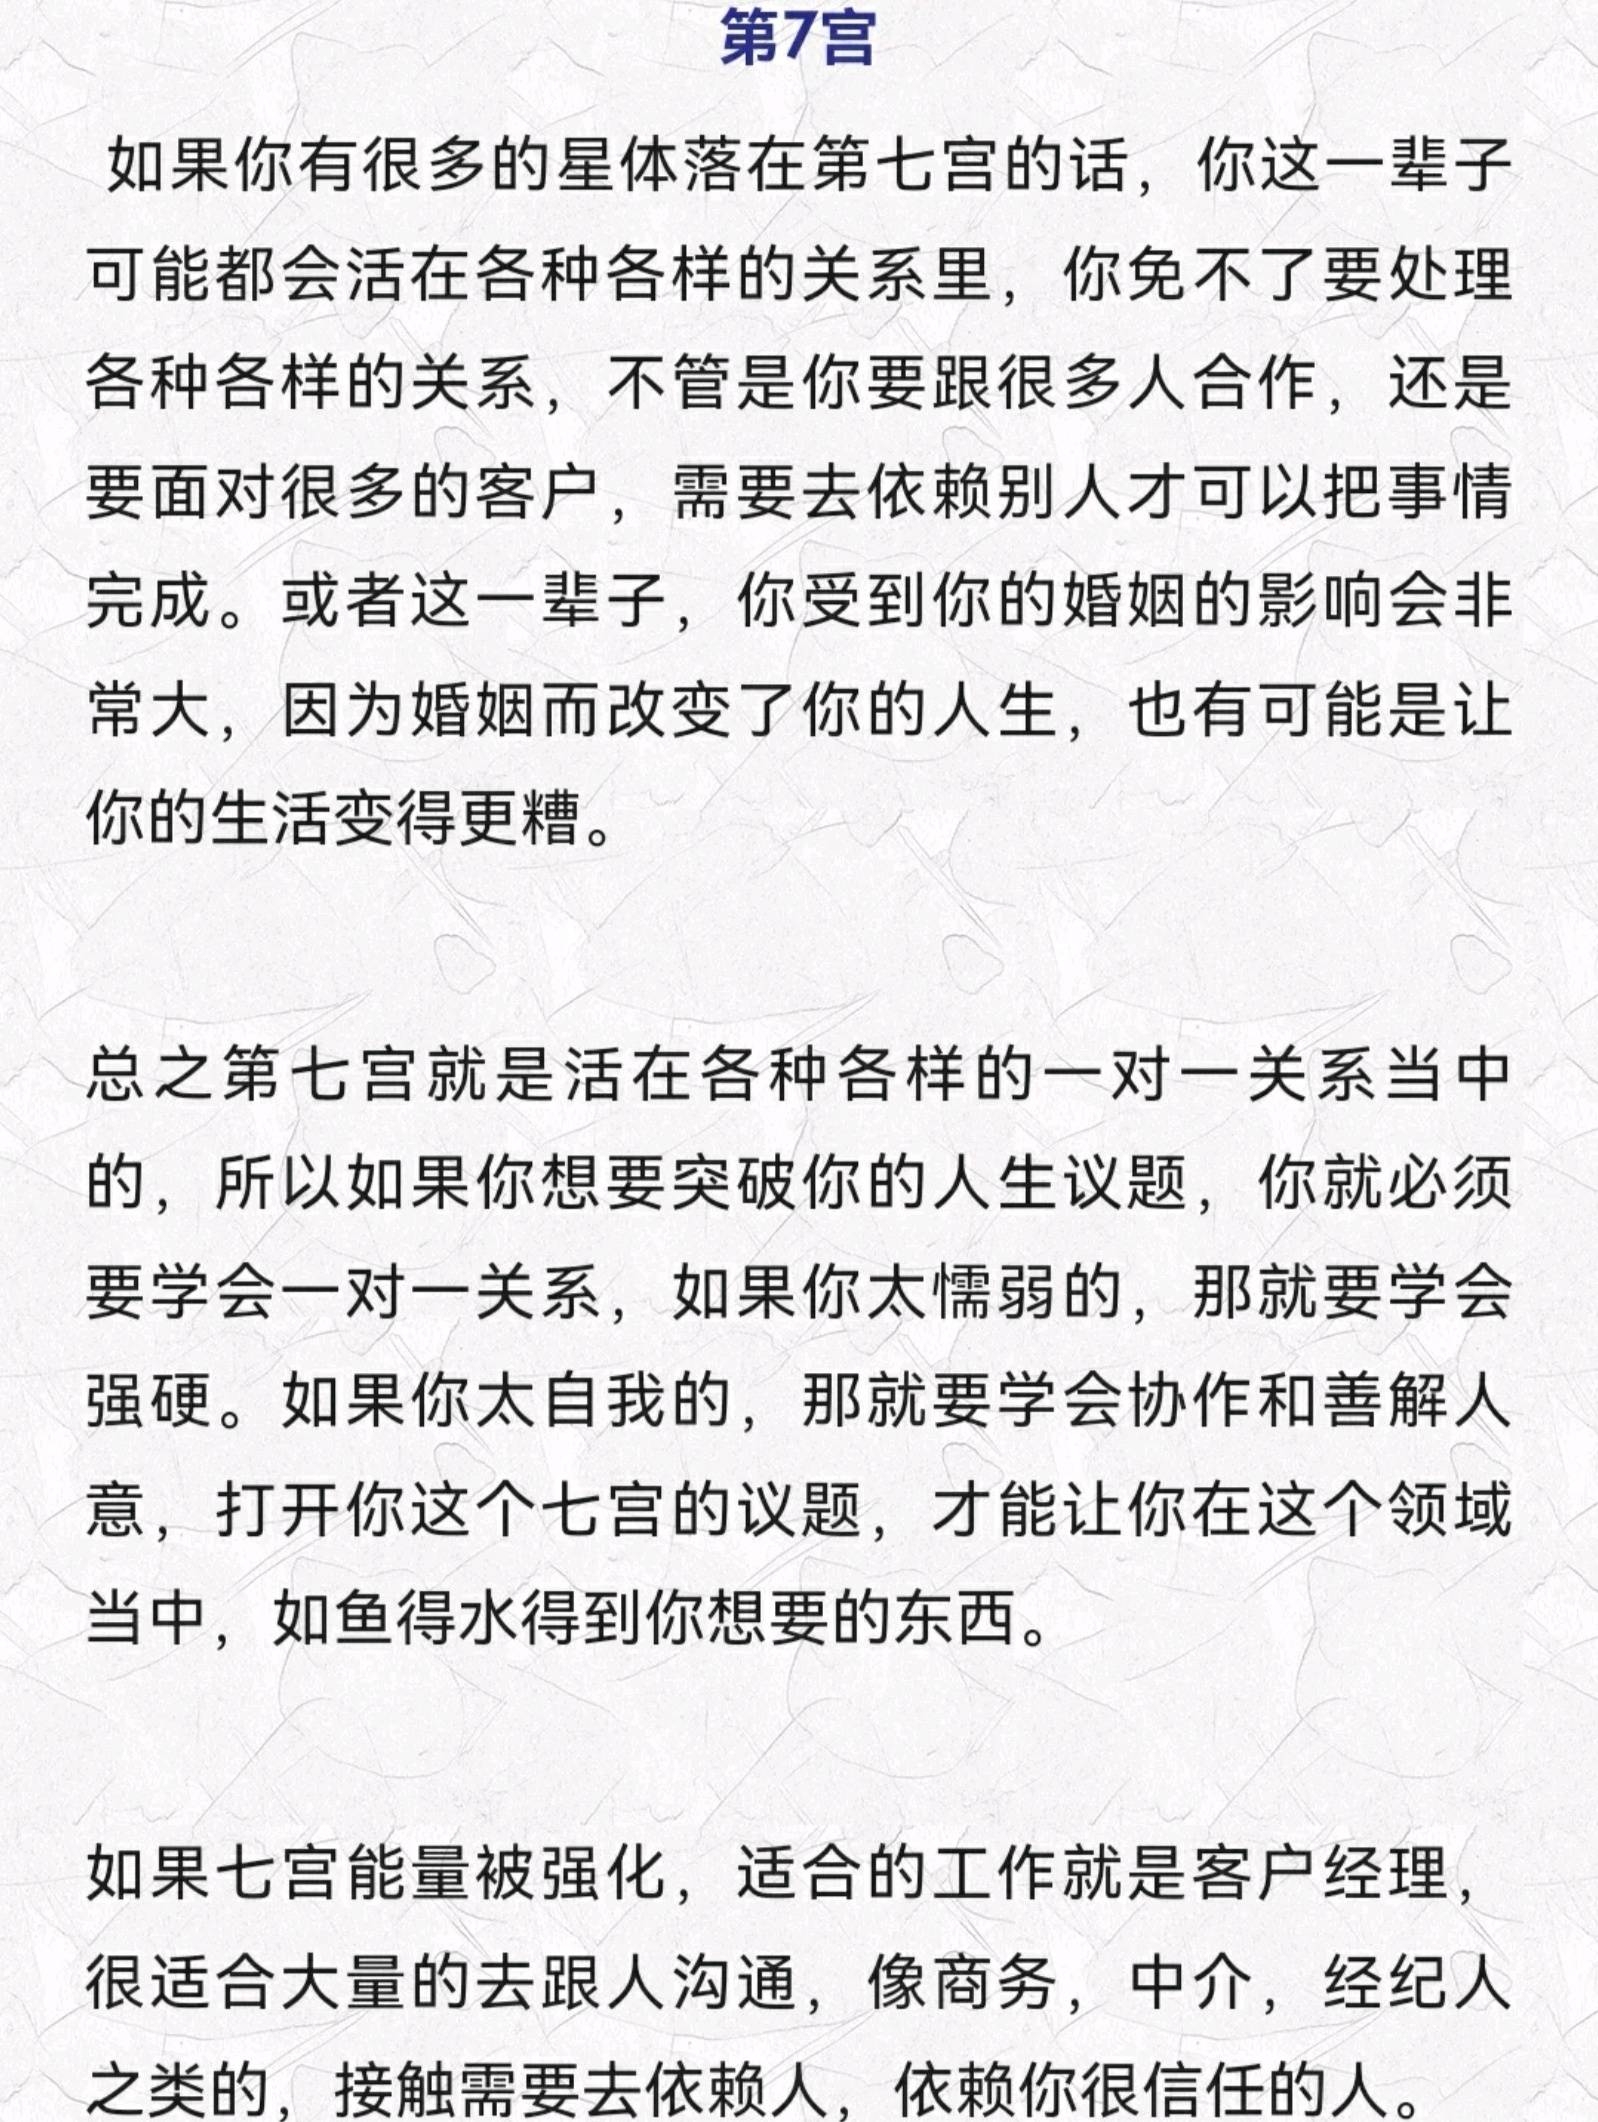 第7宫
如果你有很多的星体落在第七宫的话，你这一辈子
可能都会活在各种各样的关系里，你免不了要处理
各种各样的关系，不管是你要跟很多人合作，还是
要面对很多的客户，需要去依赖别人才可以把事情
完成。或者这一辈子，你受到你的婚姻的影响会非
常大，因为婚姻而改变了你的人生，也有可能是让
你的生活变得更糟。
总之第七宫就是活在各种各样的一对一关系当中
的，所以如果你想要突破你的人生议题，你就必须
要学会一对一关系，如果你太懦弱的，那就要学会
强硬。如果你太自我的，那就要学会协作和善解人
意，打开你这个七宫的议题，才能让你在这个领域
当中，如鱼得水得到你想要的东西。
如果七宫能量被强化，适合的工作就是客户经理，
很适合大量的去跟人沟通，像商务，中介，经纪人
之类的，接触需要去依赖人，依赖你很信任的人。